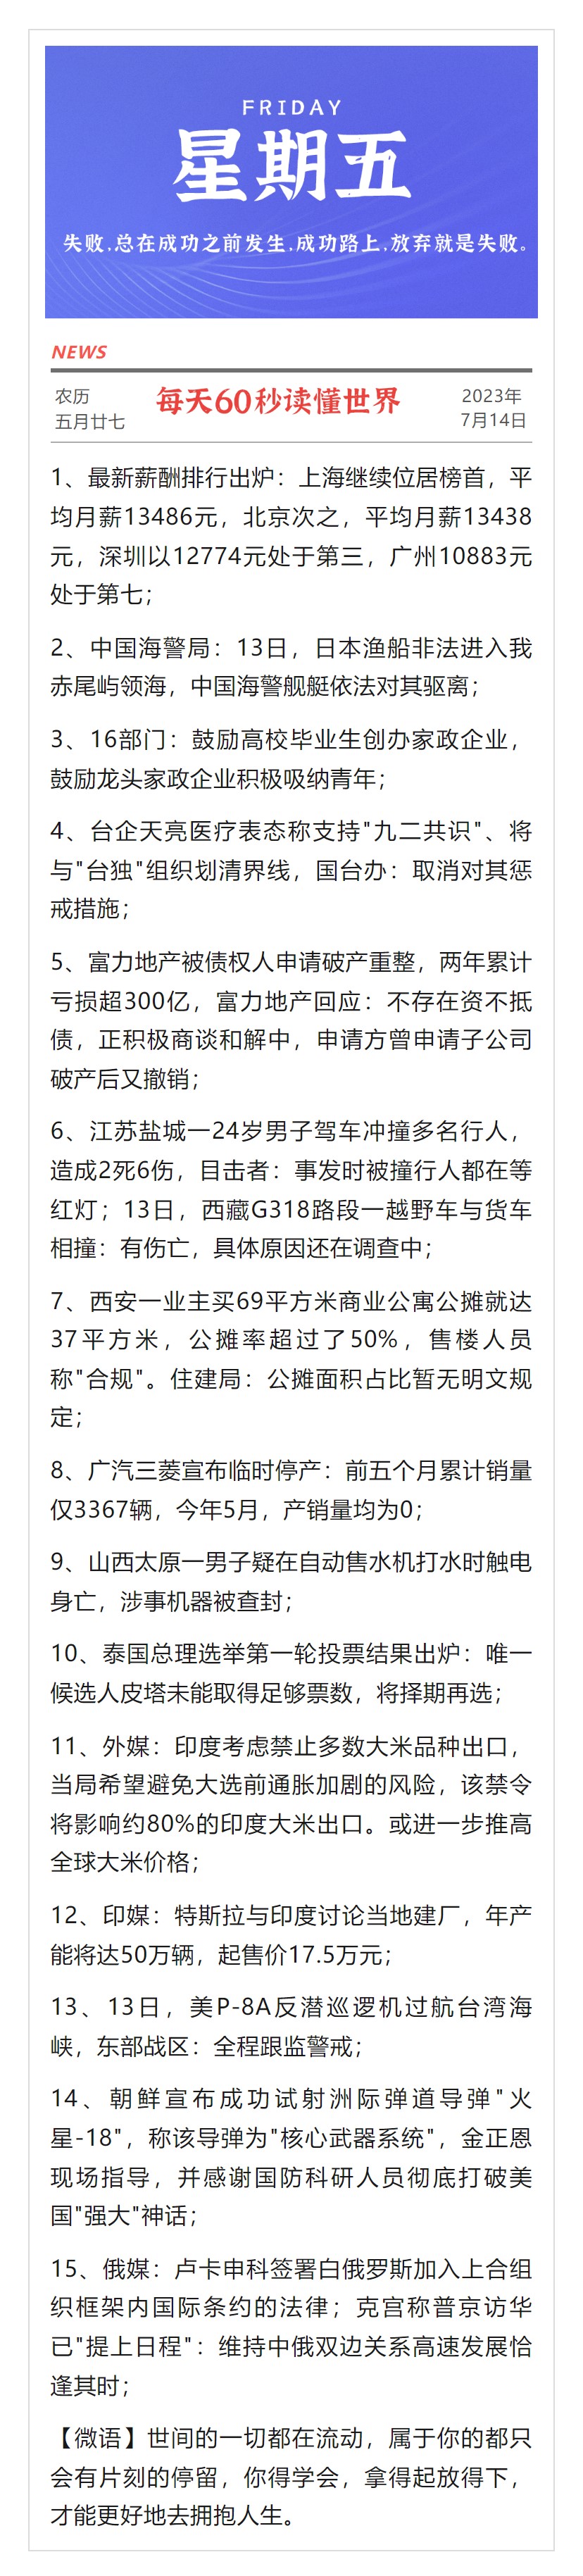 FRIDAY
星期五
失败,总在成功之前发生,成功路上,放弃就是失败。
NEWS
农历
五月廿七
每天60秒读懂世界
2023年
7月14日
1、最新薪酬排行出炉：上海继续位居榜首，平
均月薪13486元，北京次之，平均月薪13438
元，深圳以12774元处于第三，广州10883元
处于第七；
2、中国海警局：13日，日本渔船非法进入我
赤尾屿领海，中国海警舰艇依法对其驱离；
3、16部门：鼓励高校毕业生创办家政企业，
鼓励龙头家政企业积极吸纳青年；
4、台企天亮医疗表态称支持"九二共识"、将
与"台独"组织划清界线，国台办：取消对其惩
戒措施；
5、富力地产被债权人申请破产重整，两年累计
亏损超300亿，富力地产回应：不存在资不抵
债，正积极商谈和解中，申请方曾申请子公司
破产后又撤销；
6、江苏盐城一24岁男子驾车冲撞多名行人，
造成2死6伤，目击者：事发时被撞行人都在等
红灯；13日，西藏G318路段一越野车与货车
相撞：有伤亡，具体原因还在调查中；
7、西安一业主买69平方米商业公寓公摊就达
37平方米，公摊率超过了50%，售楼人员
称"合规"。住建局：公摊面积占比暂无明文规
定；
8、广汽三菱宣布临时停产：前五个月累计销量
仅3367辆，今年5月，产销量均为0；
9、山西太原一男子疑在自动售水机打水时触电
身亡，涉事机器被查封；
10、泰国总理选举第一轮投票结果出炉：唯一
候选人皮塔未能取得足够票数，将择期再选；
11、外媒：印度考虑禁止多数大米品种出口，
当局希望避免大选前通胀加剧的风险，该禁令
将影响约80%的印度大米出口。或进一步推高
全球大米价格；
12、印媒：特斯拉与印度讨论当地建厂，年产
能将达50万辆，起售价17.5万元；
13、13日，美P-8A反潜巡逻机过航台湾海
峡，东部战区：全程跟监警戒；
14、朝鲜宣布成功试射洲际弹道导弹"火
星-18"，称该导弹为"核心武器系统"，金正恩
现场指导，并感谢国防科研人员彻底打破美
国"强大"神话；
15、俄媒：卢卡申科签署白俄罗斯加入上合组
织框架内国际条约的法律；克宫称普京访华
已"提上日程"：维持中俄双边关系高速发展恰
逢其时；
【微语】世间的一切都在流动，属于你的都只
会有片刻的停留，你得学会，拿得起放得下，
才能更好地去拥抱人生。